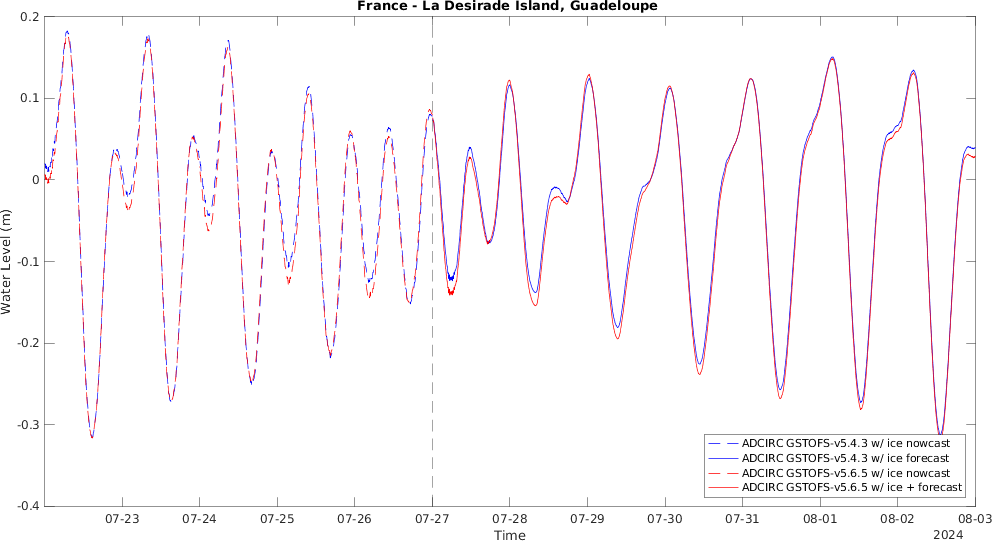 France - La Desirade Island, Guadeloupe
0.2
0.1
0
-0.1
-0.2
-0.3
-0.4
Water Level (m)
ADCIRC GSTOFS-v5.4.3 w/ ice nowcast
ADCIRC GSTOFS-v5.4.3 w/ ice forecast
ADCIRC GSTOFS-v5.6.5 w/ ice nowcast
ADCIRC GSTOFS-v5.6.5 w/ ice + forecast
07-23 07-24 07-25 07-26 07-27 07-28 07-29 07-30 07-31 08-01 08-02 08-03
Time
2024